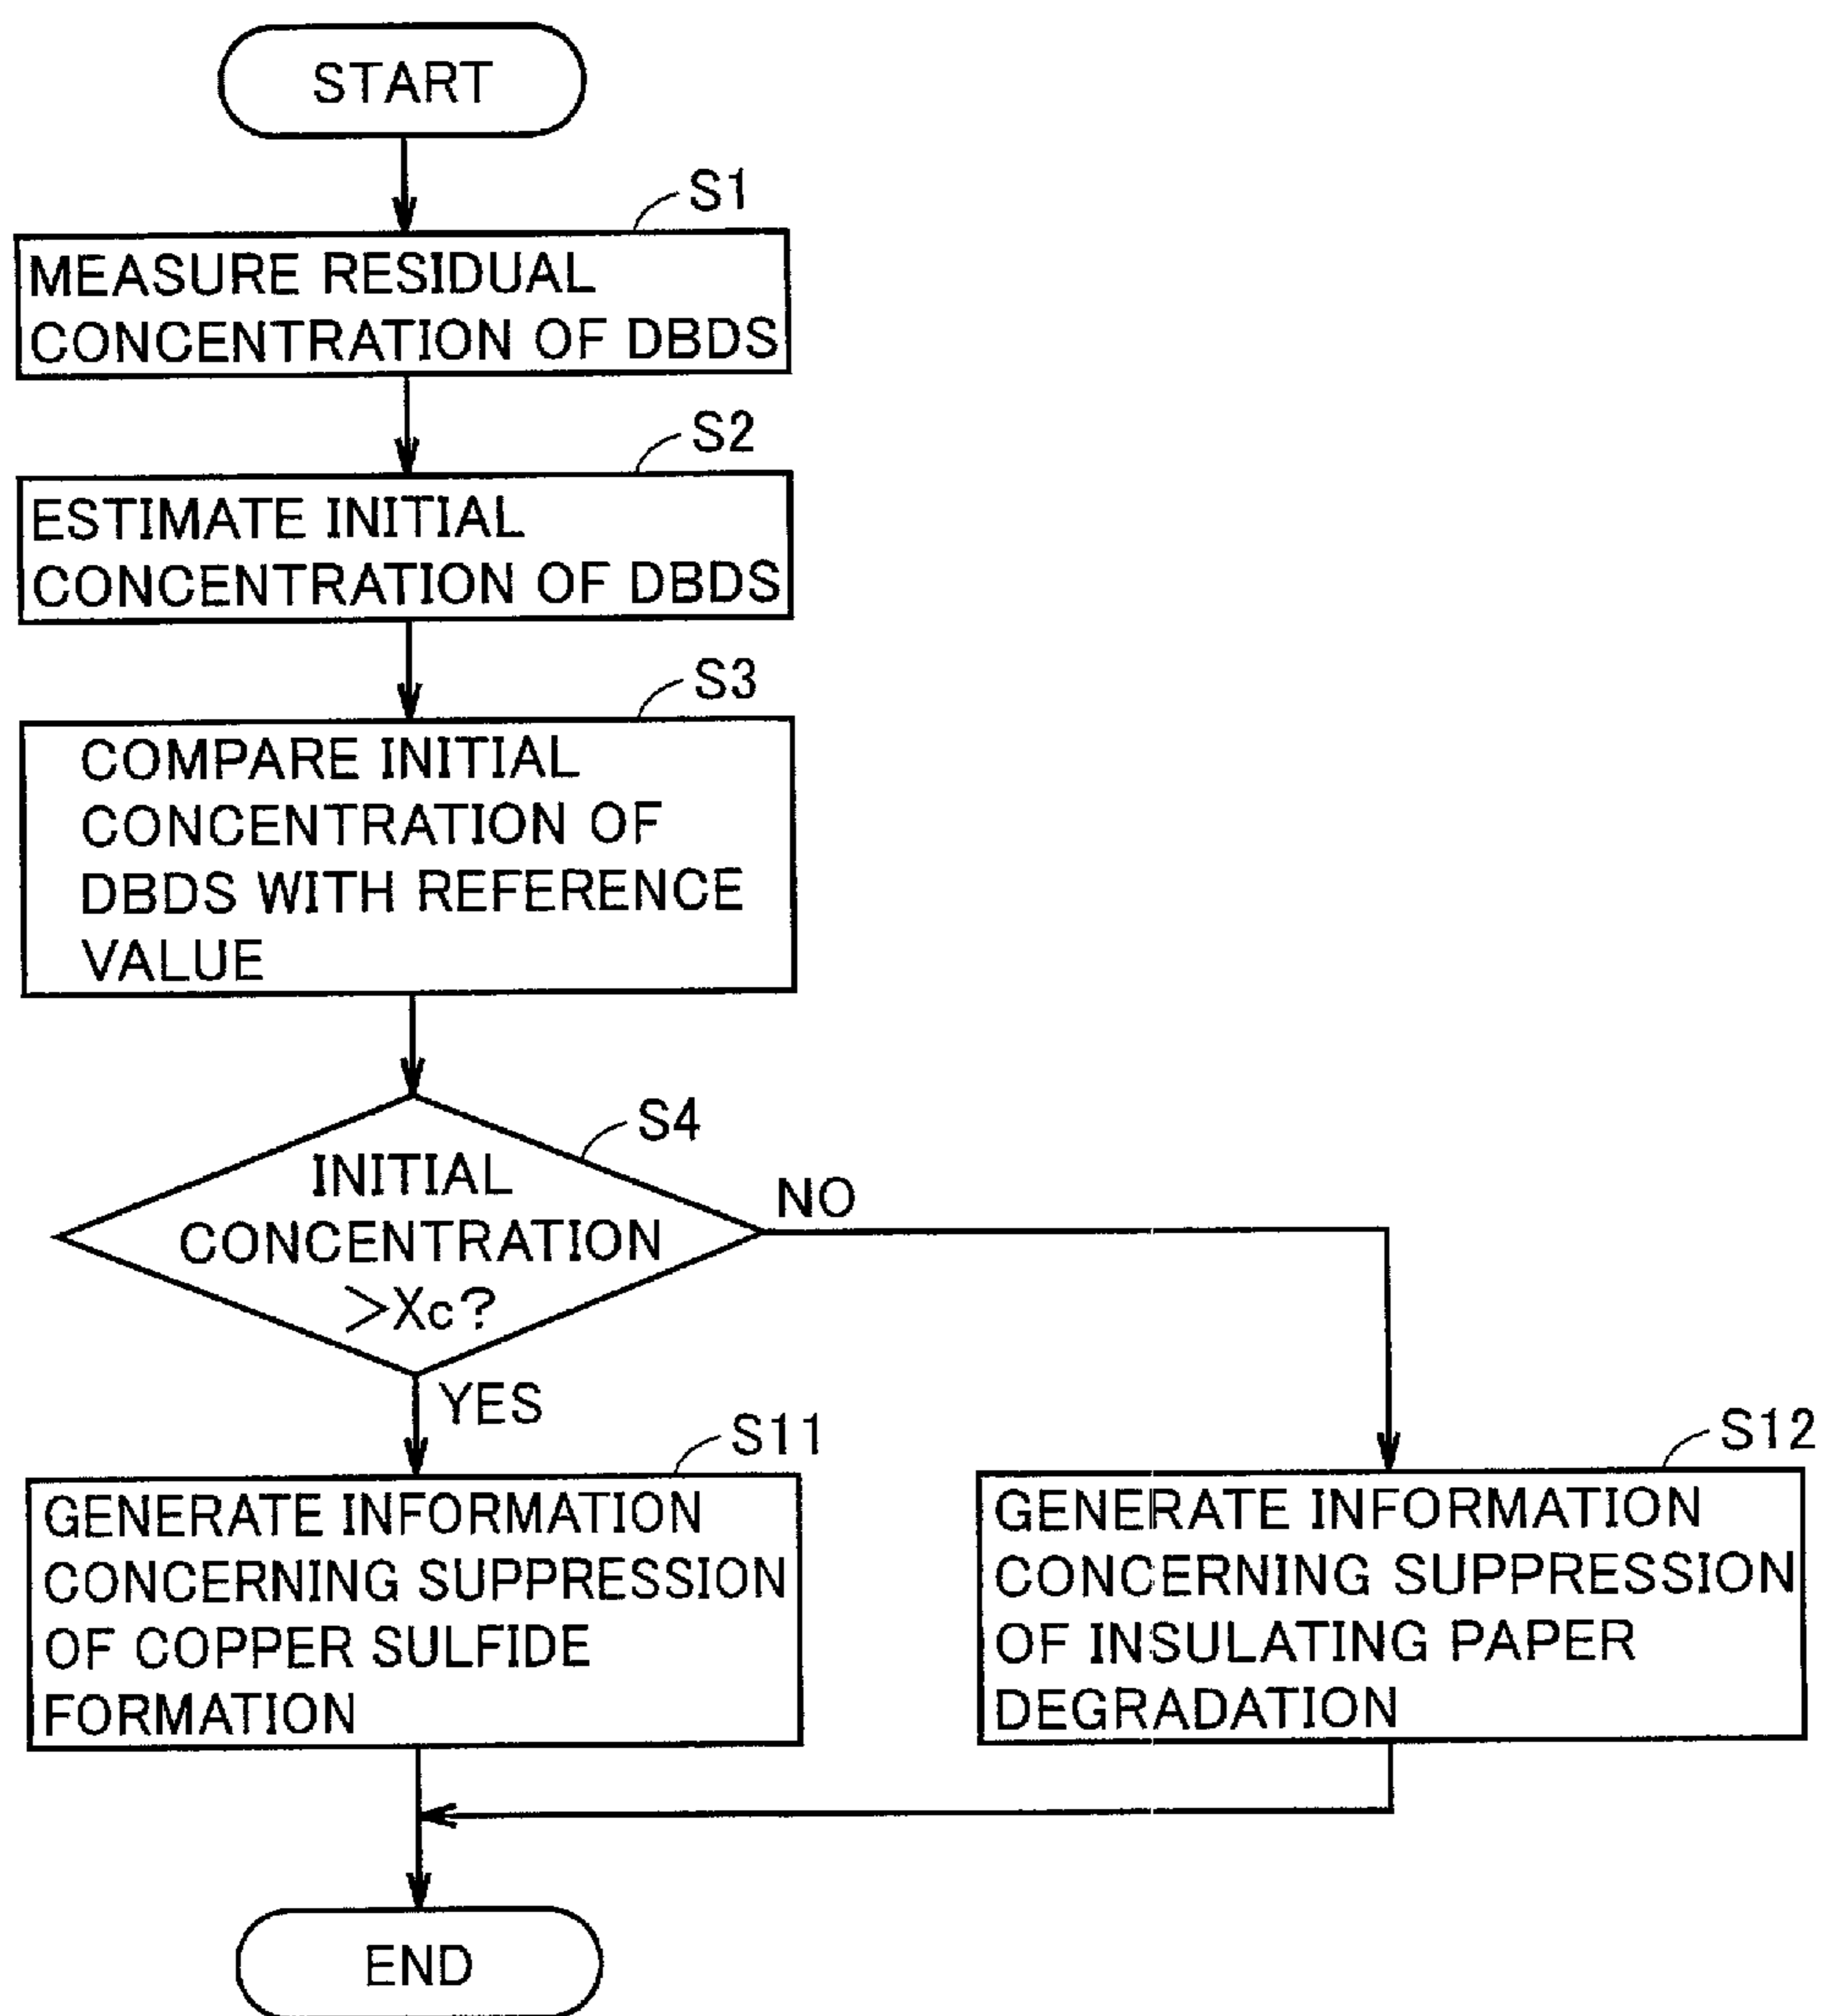 START
S1
MEASURE RESIDUAL
CONCENTRATION OF DBDS
S2
ESTIMATE INITIAL
CONCENTRATION OF DBDS
S3
COMPARE INITIAL
CONCENTRATION OF
DBDS WITH REFERENCE
VALUE
S4
INITIAL
CONCENTRATION
>Xc?
NO
YES
S11
GENERATE INFORMATION
CONCERNING SUPPRESSION
OF COPPER SULFIDE
FORMATION
S12
GENERATE INFORMATION
CONCERNING SUPPRESSION
OF INSULATING PAPER
DEGRADATION
END